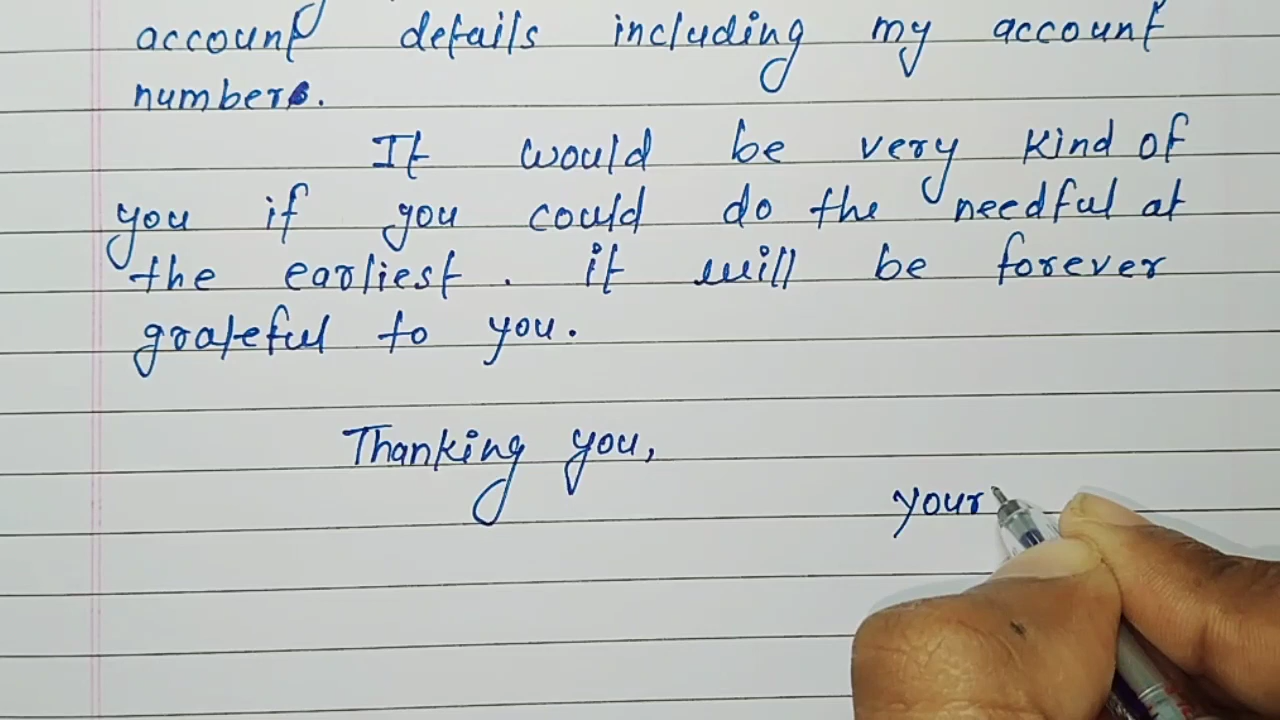 account details including my account
numbers.
It would be very kind of
you if you could do the needful at
the earliest. it will be forever
grateful to you.
Thanking you,
your